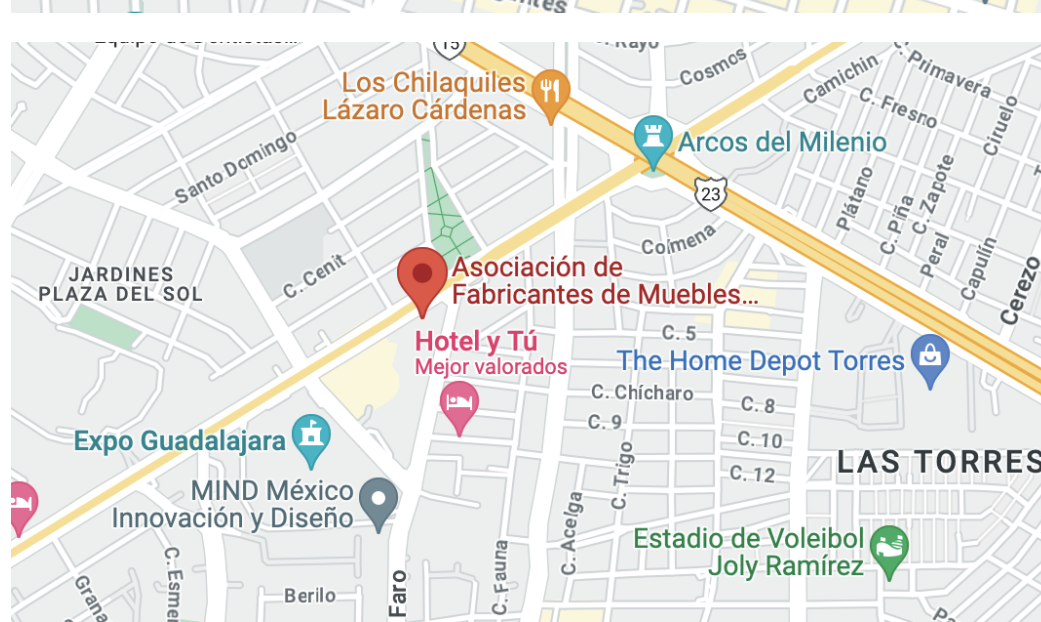 15
Los Chilaquiles
Lázaro Cárdenas
C. Rayo
Cosmos
Camichin
C. Primavera
C. Fresno
Ciruelo
Arcos del Milenio
Santo Domingo
23
Plátano
C. Piña
C. Zapote
Peral
Capulín
Cerezo
Colmena
C. Cenit
JARDINES
PLAZA DEL SOL
Asociación de
Fabricantes de Muebles...
Hotel y Tú
Mejor valorados
C. 5
The Home Depot Torres
C. Chícharo
C. 8
C. 9
C. 10
C. 12
C. Trigo
Expo Guadalajara
LAS TORRES
MIND México
Innovación y Diseño
C. Acelga
Estadio de Voleibol
Joly Ramírez
C. Fauna
Faro
Berilo
C. Esmer
Grana